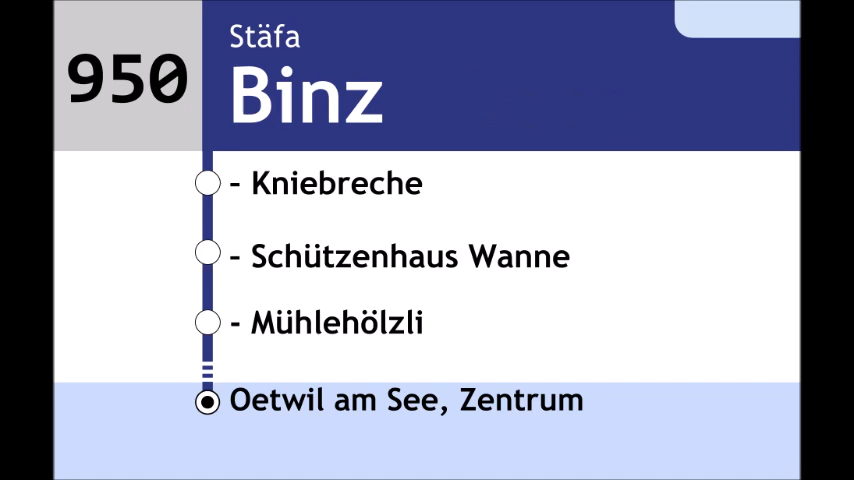 950
Stäfa
Binz
- Kniebreche
- Schützenhaus Wanne
- Mühlehölzli
Oetwil am See, Zentrum